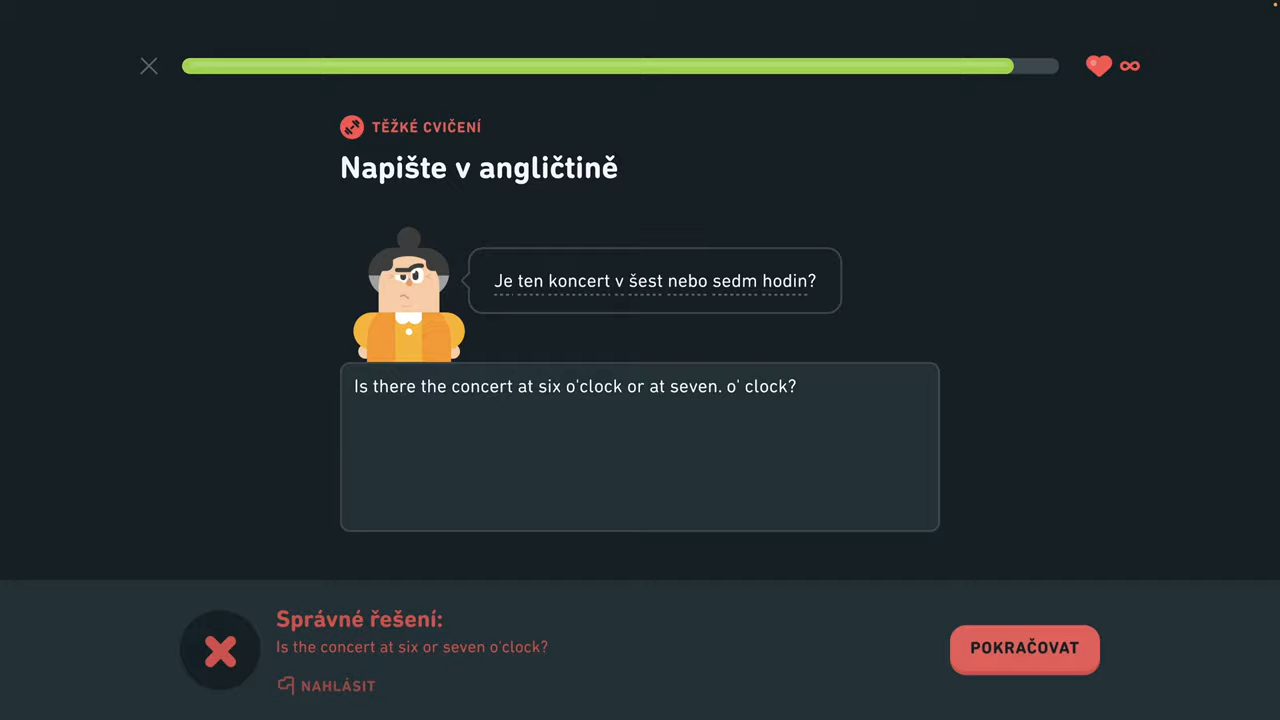 TĚŽKÉ CVIČENÍ
Napište v angličtině
Je ten koncert v šest nebo sedm hodin?
Is there the concert at six o'clock or at seven. o' clock?
Správné řešení:
Is the concert at six or seven o'clock?
NAHLÁSIT
POKRAČOVAT